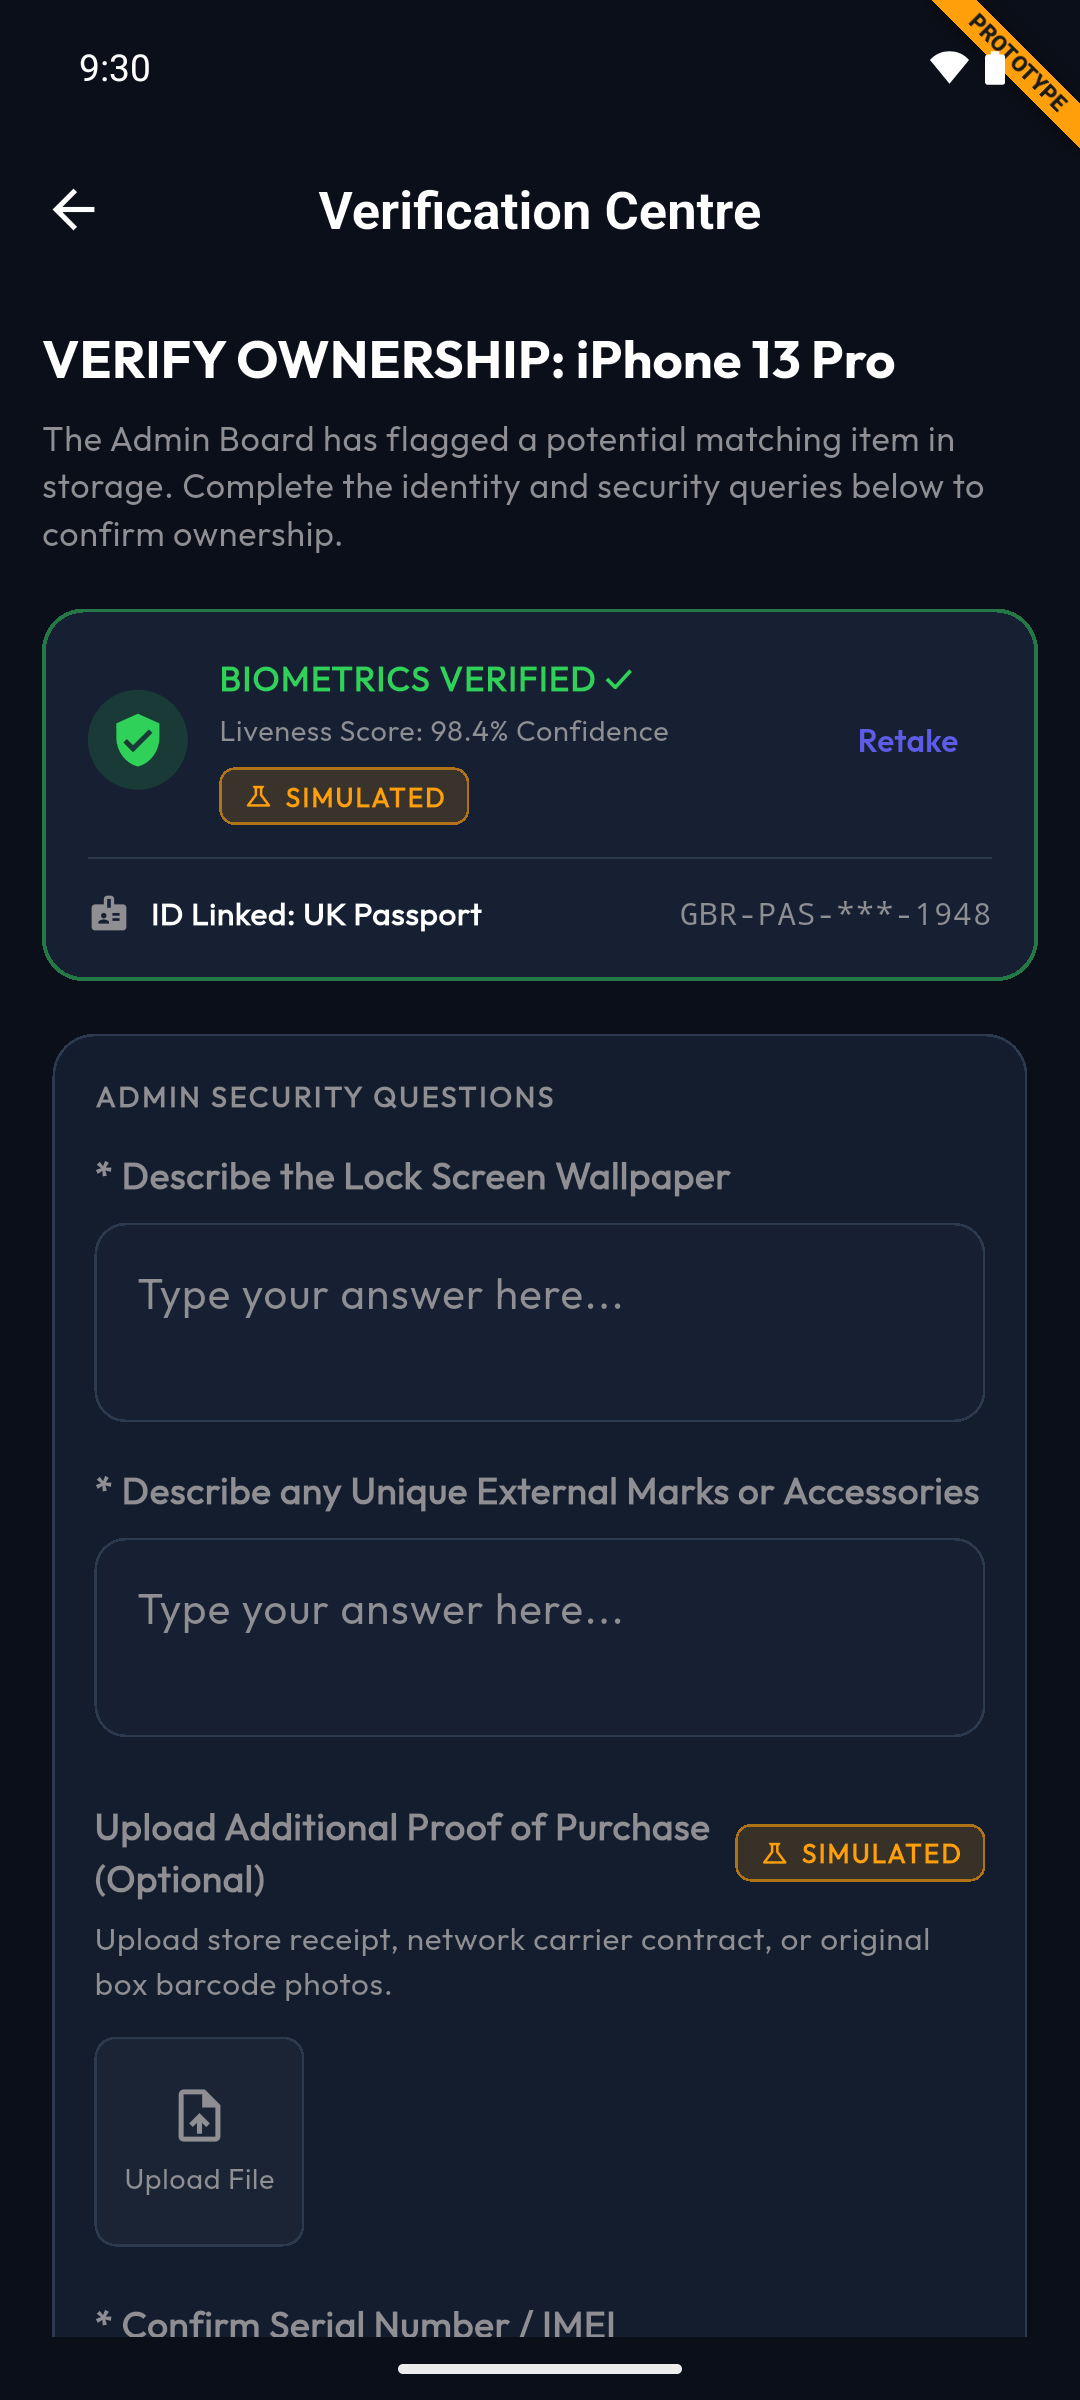 9:30
PROTOTYPE
Verification Centre
VERIFY OWNERSHIP: iPhone 13 Pro
The Admin Board has flagged a potential matching item in
storage. Complete the identity and security queries below to
confirm ownership.
BIOMETRICS VERIFIED ✓
Liveness Score: 98.4% Confidence
Retake
SIMULATED
ID Linked: UK Passport
GBR-PAS-***-1948
ADMIN SECURITY QUESTIONS
* Describe the Lock Screen Wallpaper
Type your answer here...
* Describe any Unique External Marks or Accessories
Type your answer here...
Upload Additional Proof of Purchase
(Optional)
SIMULATED
Upload store receipt, network carrier contract, or original
box barcode photos.
Upload File
* Confirm Serial Number / IMEI